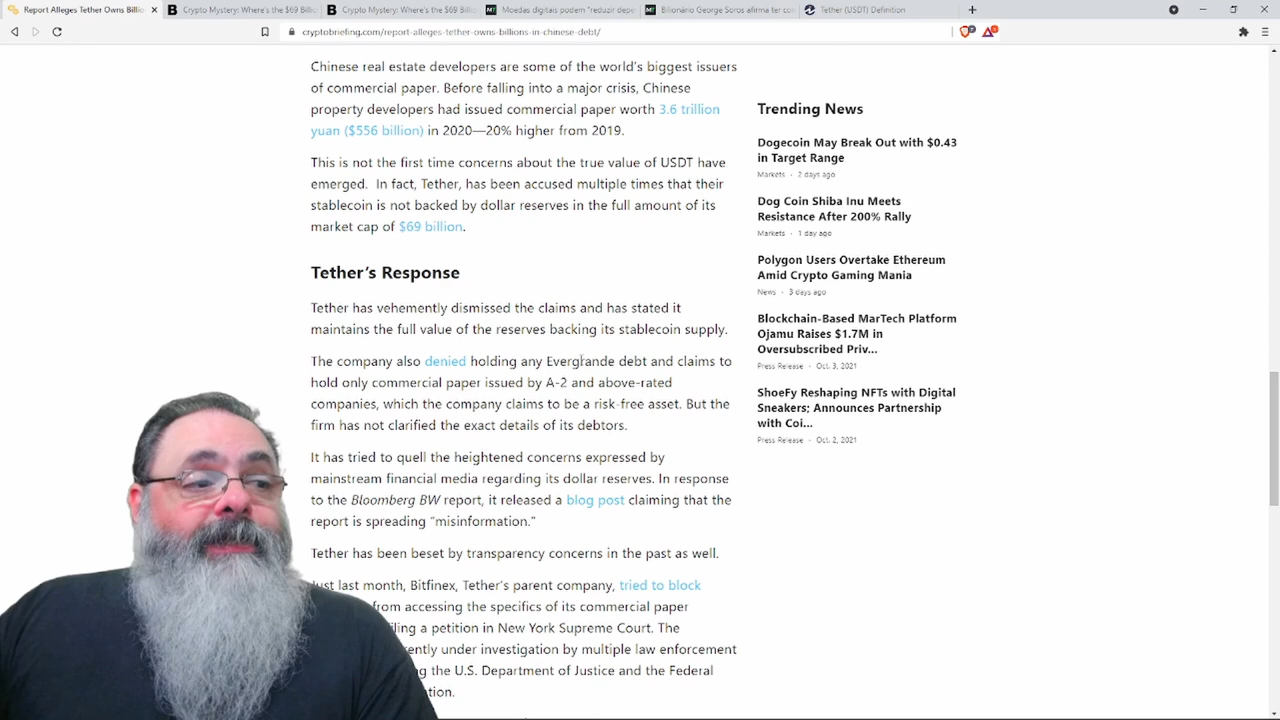 Report Alleges Tether Owns Billi
Crypto Mystery: Where's the $69 Billi
Crypto Mystery: Where's the $69 Billi
Moedas digitais podem "reduzir depe
Bilionário George Soros afirma ter co
Tether (USDT) Definition
cryptobriefing.com/report-alleges-tether-owns-billions-in-chinese-debt/
Chinese real estate developers are some of the world's biggest issuers
of commercial paper. Before falling into a major crisis, Chinese
property developers had issued commercial paper worth 3.6 trillion
yuan ($556 billion) in 2020—20% higher from 2019.
This is not the first time concerns about the true value of USDT have
emerged. In fact, Tether, has been accused multiple times that their
stablecoin is not backed by dollar reserves in the full amount of its
market cap of $69 billion.
Tether's Response
Tether has vehemently dismissed the claims and has stated it
maintains the full value of the reserves backing its stablecoin supply.
The company also denied holding any Everglande debt and claims to
hold only commercial paper issued by A-2 and above-rated
companies, which the company claims to be a risk-free asset. But the
firm has not clarified the exact details of its debtors.
It has tried to quell the heightened concerns expressed by
mainstream financial media regarding its dollar reserves. In response
to the Bloomberg BW report, it released a blog post claiming that the
report is spreading "misinformation."
Tether has been beset by transparency concerns in the past as well.
Just last month, Bitfinex, Tether's parent company, tried to block
from accessing the specifics of its commercial paper
iling a petition in New York Supreme Court. The
rently under investigation by multiple law enforcement
ng the U.S. Department of Justice and the Federal
tion.
Trending News
Dogecoin May Break Out with $0.43
in Target Range
Markets · 2 days ago
Dog Coin Shiba Inu Meets
Resistance After 200% Rally
Markets · 1 day ago
Polygon Users Overtake Ethereum
Amid Crypto Gaming Mania
News · 3 days ago
Blockchain-Based MarTech Platform
Ojamu Raises $1.7M in
Oversubscribed Priv...
Press Release · Oct. 3, 2021
ShoeFy Reshaping NFTs with Digital
Sneakers; Announces Partnership
with Coi...
Press Release · Oct. 2, 2021